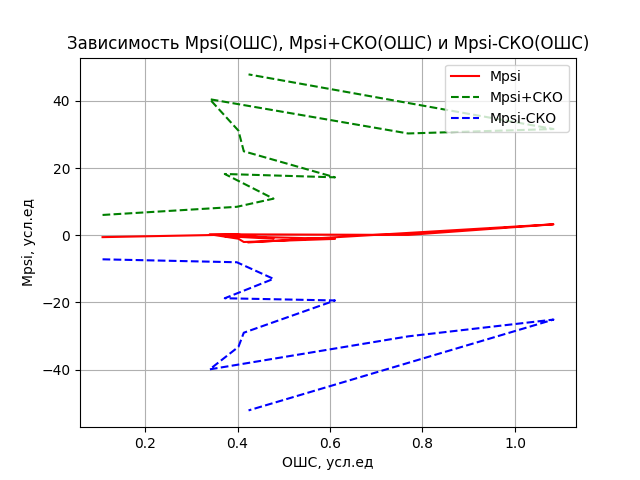 Зависимость Mpsi(ОШС), Mpsi+СКО(ОШС) и Mpsi-СКО(ОШС)
Mpsi
Mpsi+СКО
Mpsi-СКО
Mpsi, усл.ед
40
20
0
−20
−40
0.2 0.4 0.6 0.8 1.0
ОШС, усл.ед